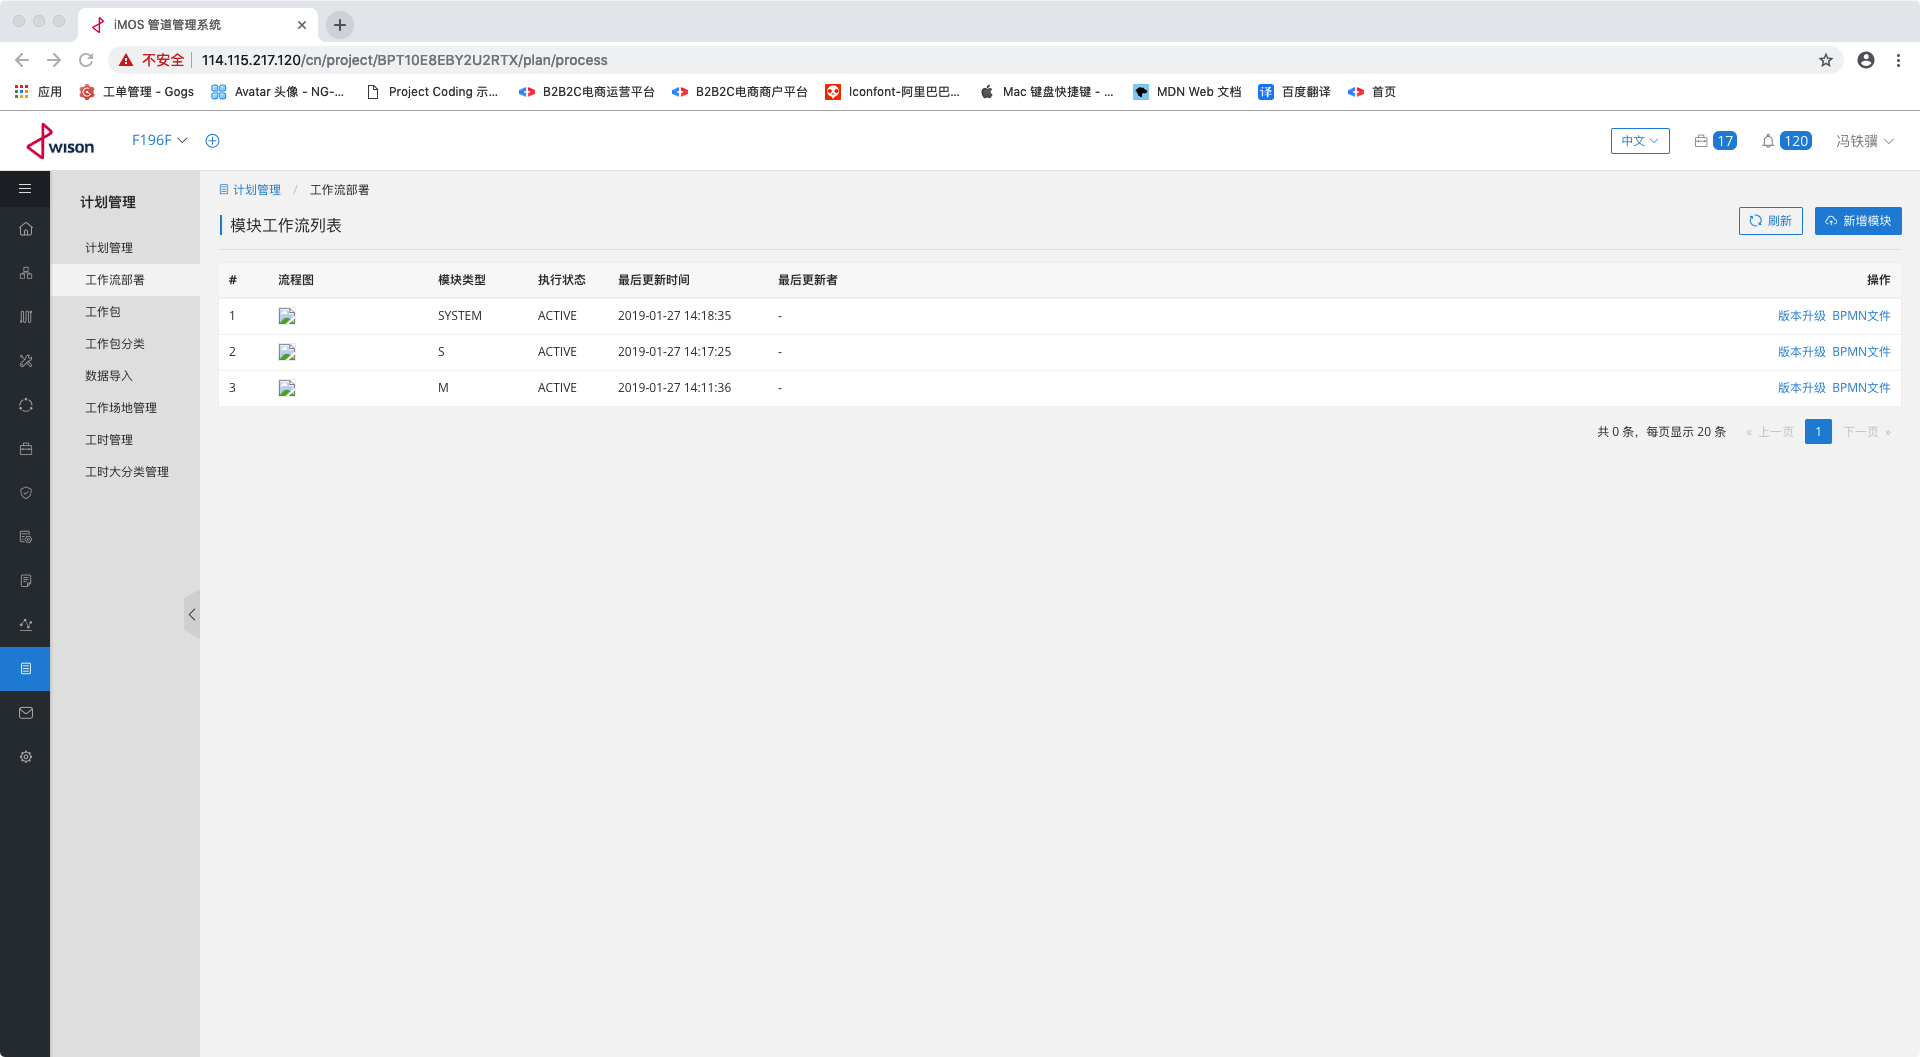 iMOS 管道管理系统
不安全 114.115.217.120/cn/project/BPT10E8EBY2U2RTX/plan/process
应用 工单管理 - Gogs Avatar 头像 - NG-... Project Coding 示... B2B2C电商运营平台 B2B2C电商商户平台 Iconfont-阿里巴巴... Mac 键盘快捷键 - ... MDN Web 文档 译 百度翻译 首页
wison F196F 中文 17 120 冯铁骥
计划管理
计划管理
工作流部署
工作包
工作包分类
数据导入
工作场地管理
工时管理
工时大分类管理
计划管理 / 工作流部署
模块工作流列表 刷新 新增模块
# 流程图 模块类型 执行状态 最后更新时间 最后更新者 操作
1 SYSTEM ACTIVE 2019-01-27 14:18:35 - 版本升级 BPMN文件
2 S ACTIVE 2019-01-27 14:17:25 - 版本升级 BPMN文件
3 M ACTIVE 2019-01-27 14:11:36 - 版本升级 BPMN文件
共 0 条，每页显示 20 条 « 上一页 1 下一页 »